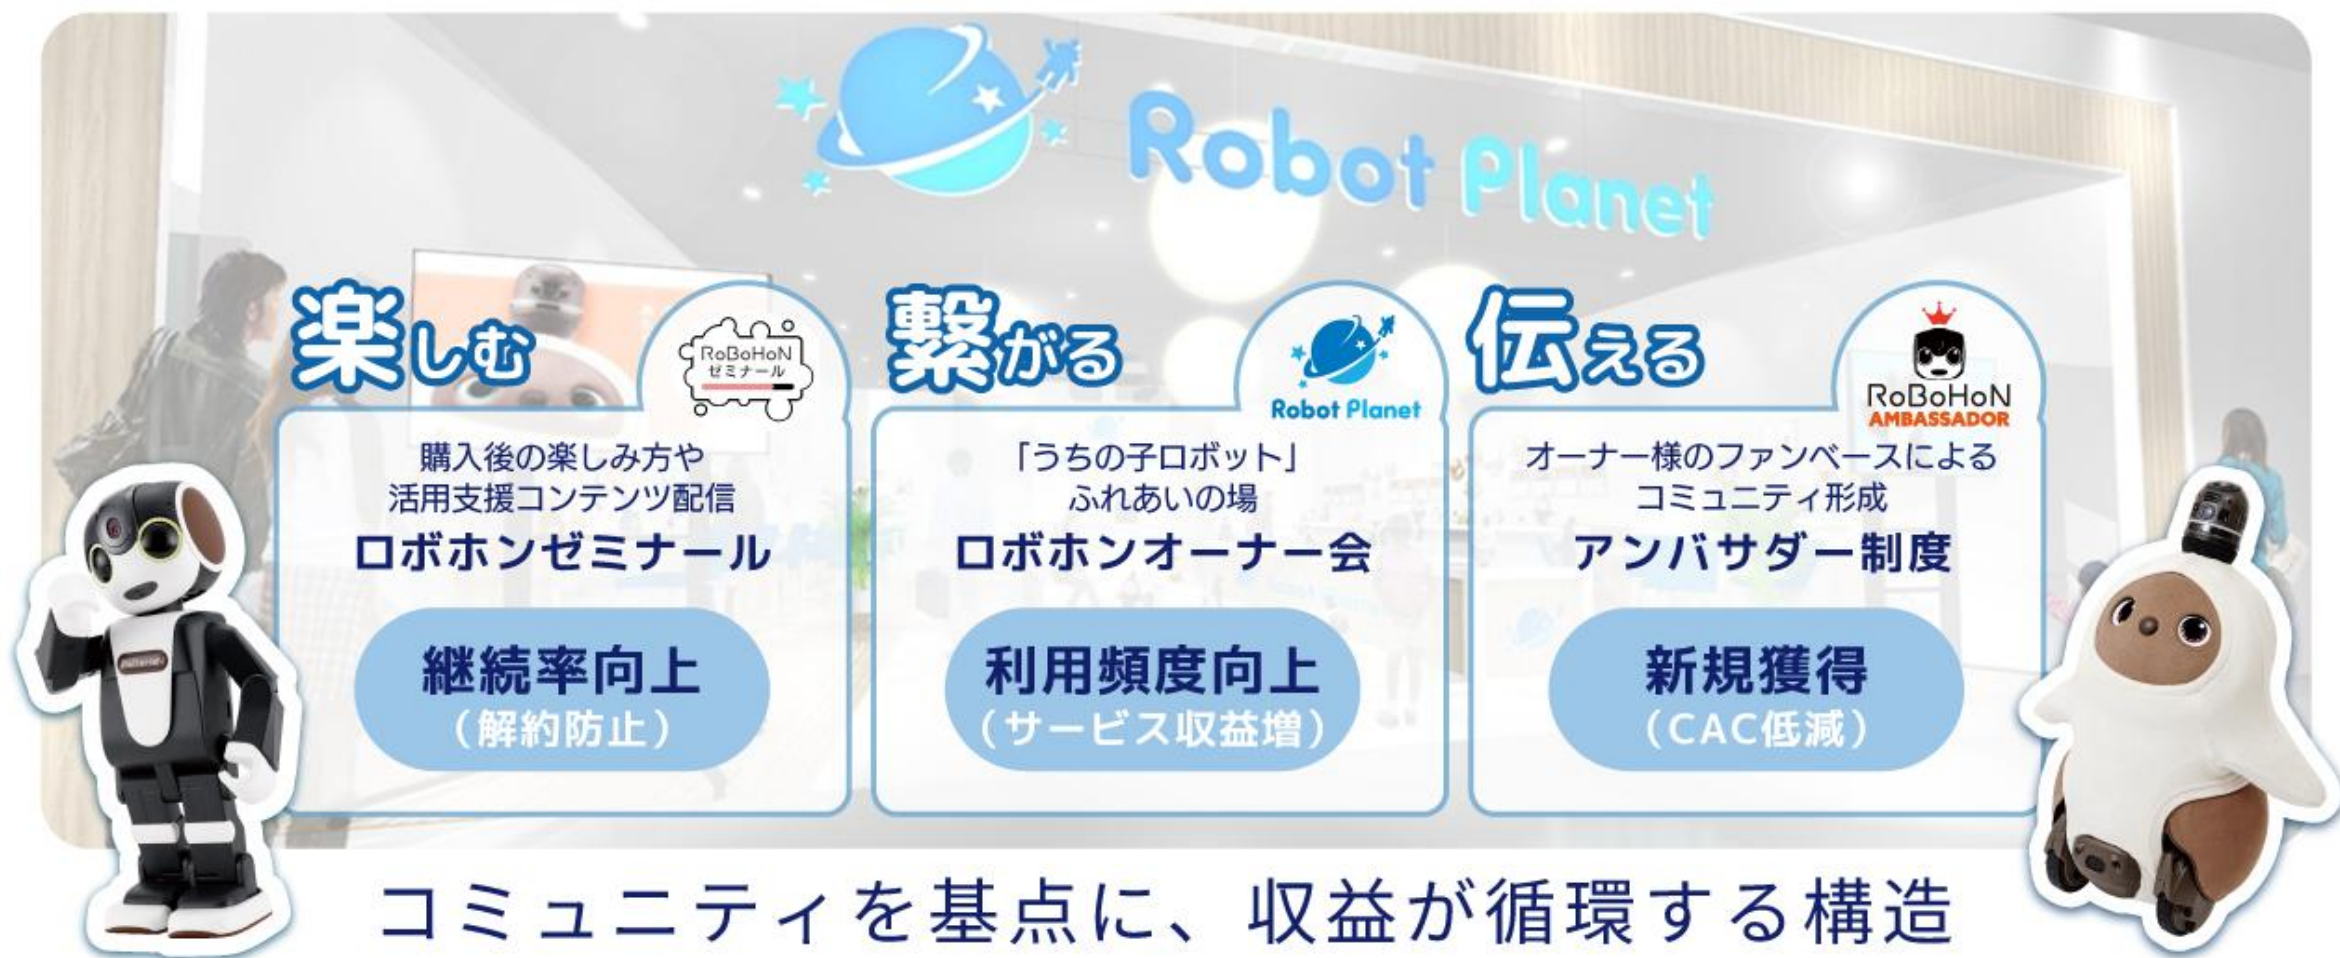 Robot Planet
楽しむ
RoBoHoN
ゼミナール
購入後の楽しみ方や
活用支援コンテンツ配信
ロボホンゼミナール
継続率向上
（解約防止）
繋がる
Robot Planet
「うちの子ロボット」
ふれあいの場
ロボホンオーナー会
利用頻度向上
（サービス収益増）
伝える
RoBoHoN
AMBASSADOR
オーナー様のファンベースによる
コミュニティ形成
アンバサダー制度
新規獲得
（CAC低減）
コミュニティを基点に、収益が循環する構造